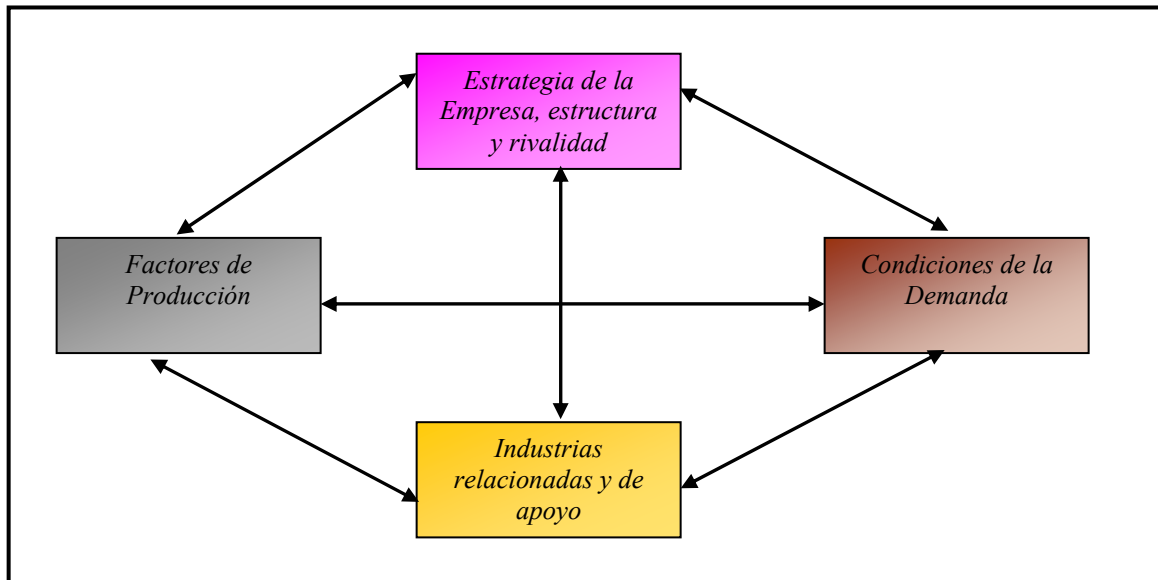 Estrategia de la
Empresa, estructura
y rivalidad
Factores de
Producción
Condiciones de la
Demanda
Industrias
relacionadas y de
apoyo